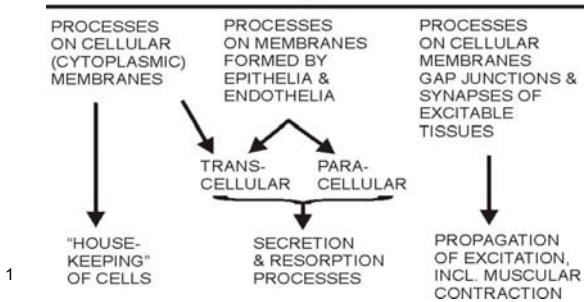 PROCESSES
ON CELLULAR
(CYTOPLASMIC)
MEMBRANES
PROCESSES
ON MEMBRANES
FORMED BY
EPITHELIA &
ENDOTHELIA
PROCESSES
ON CELLULAR
MEMBRANES
GAP JUNCTIONS &
SYNAPSES OF
EXCITABLE
TISSUES
TRANS-
CELLULAR
PARA-
CELLULAR
"HOUSE-
KEEPING"
OF CELLS
SECRETION
& RESORPTION
PROCESSES
PROPAGATION
OF EXCITATION,
INCL. MUSCULAR
CONTRACTION
1